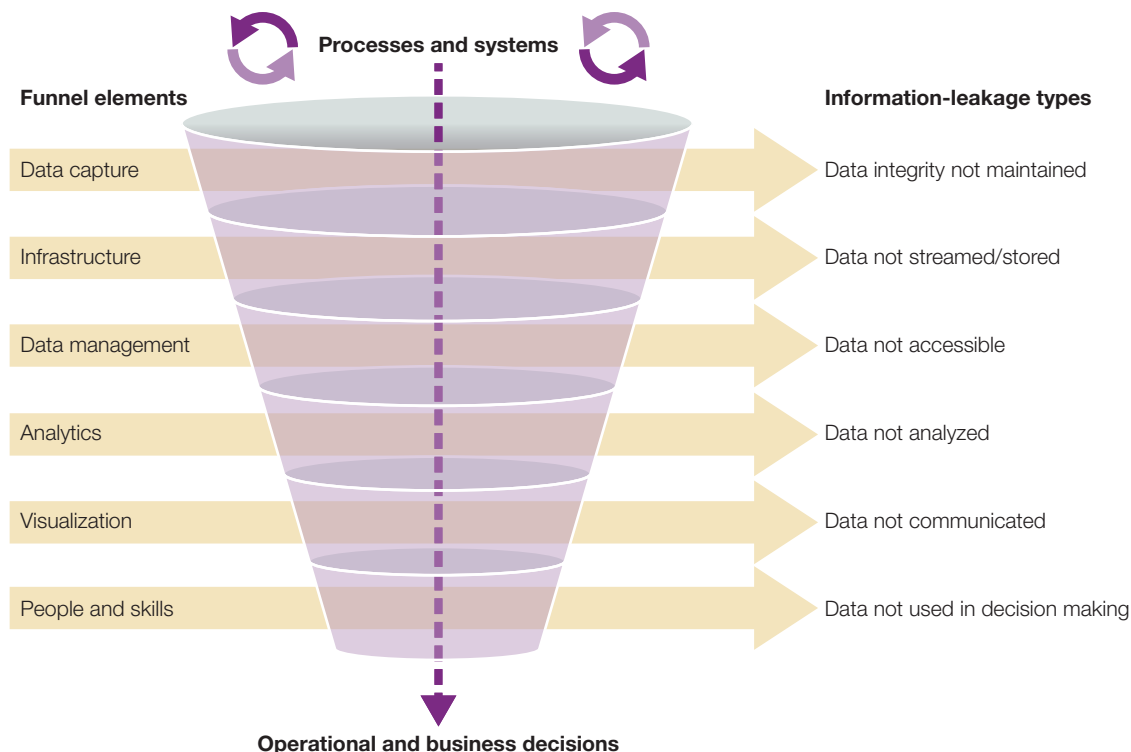 Processes and systems
Funnel elements
Information-leakage types
Data capture
Data integrity not maintained
Infrastructure
Data not streamed/stored
Data management
Data not accessible
Analytics
Data not analyzed
Visualization
Data not communicated
People and skills
Data not used in decision making
Operational and business decisions